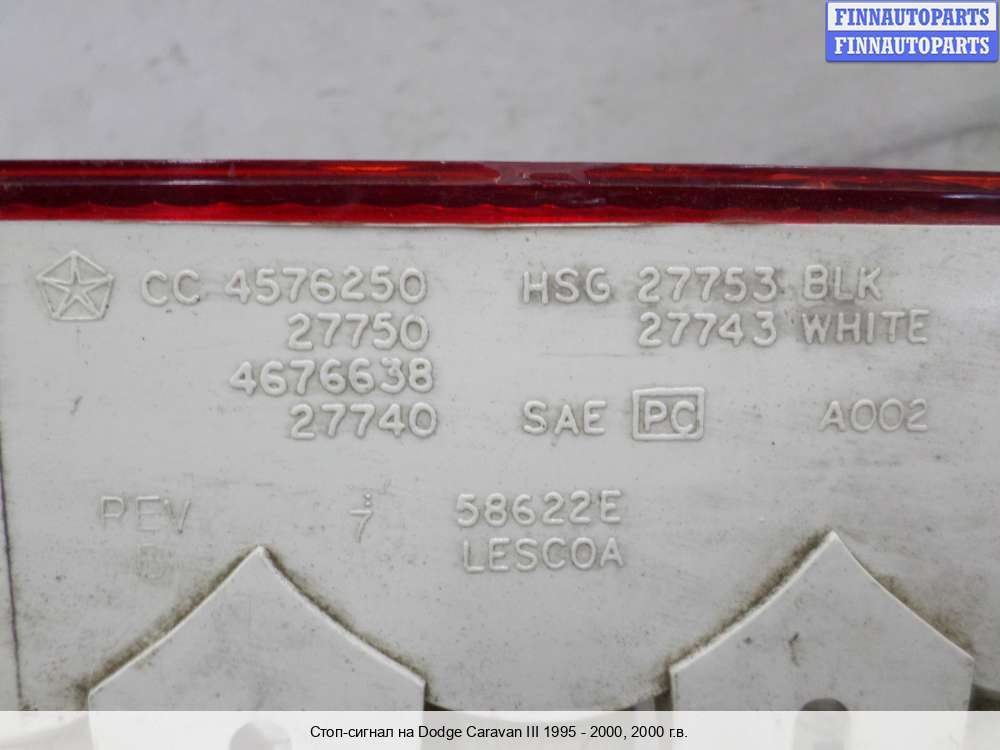 FINNAUTOPARTS
FINNAUTOPARTS
CC 4576250
27750
4676638
27740
HSG 27753 BLK
27743 WHITE
SAE PC A002
REV
7
58622E
LESCOA
Стоп-сигнал на Dodge Caravan III 1995 - 2000, 2000 г.в.